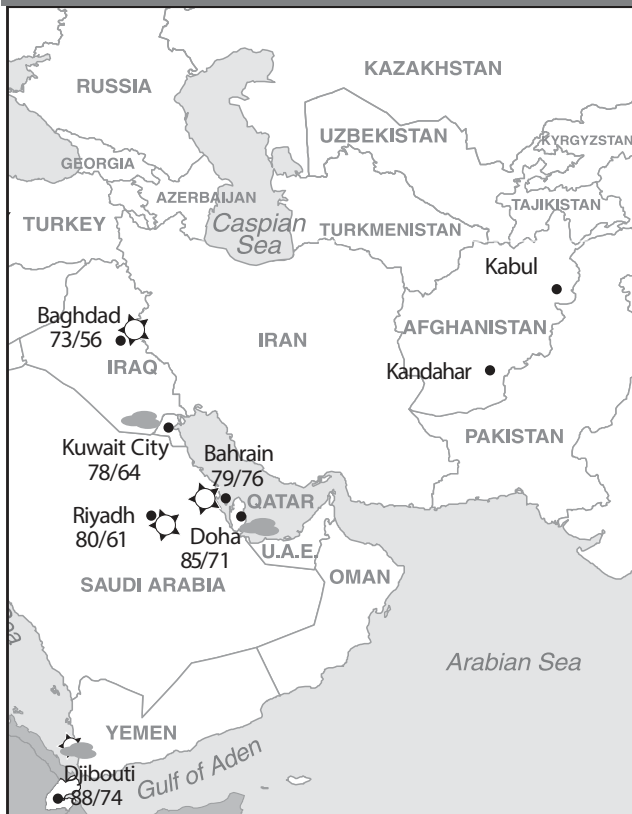 KAZAKHSTAN
RUSSIA
UZBEKISTAN
KYRGYZSTAN
GEORGIA
AZERBAIJAN
TAJIKISTAN
TURKEY
Caspian
Sea
TURKMENISTAN
Kabul
Baghdad
73/56
IRAQ
IRAN
AFGHANISTAN
Kandahar
PAKISTAN
Kuwait City
78/64
Bahrain
79/76
QATAR
Riyadh
80/61
Doha
85/71
U.A.E.
SAUDI ARABIA
OMAN
Arabian Sea
YEMEN
Gulf of Aden
Djibouti
88/74